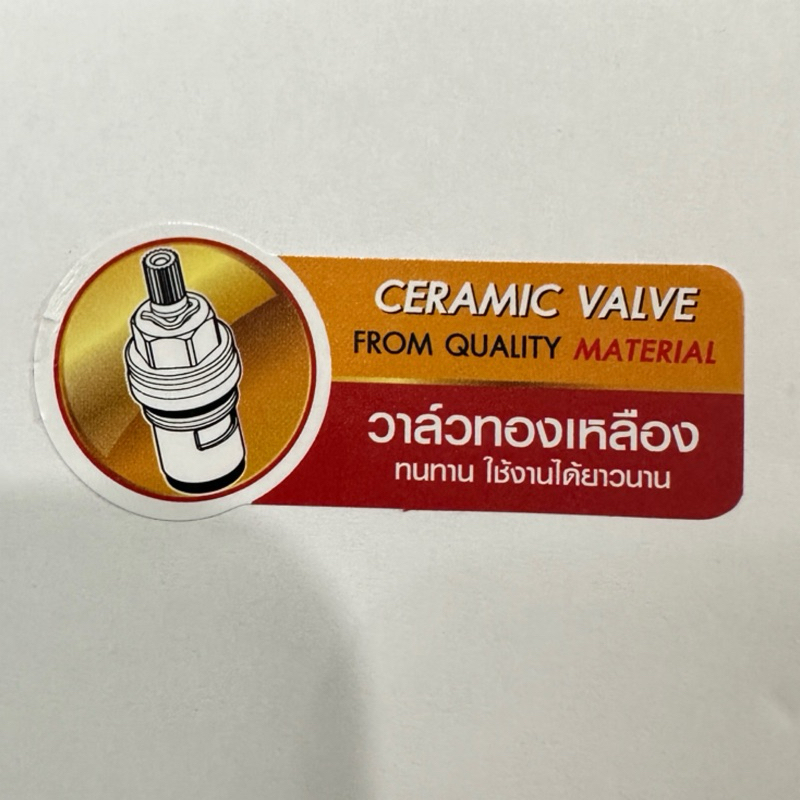 CERAMIC VALVE
FROM QUALITY MATERIAL
วาล์วทองเหลือง
ทนทาน ใช้งานได้ยาวนาน